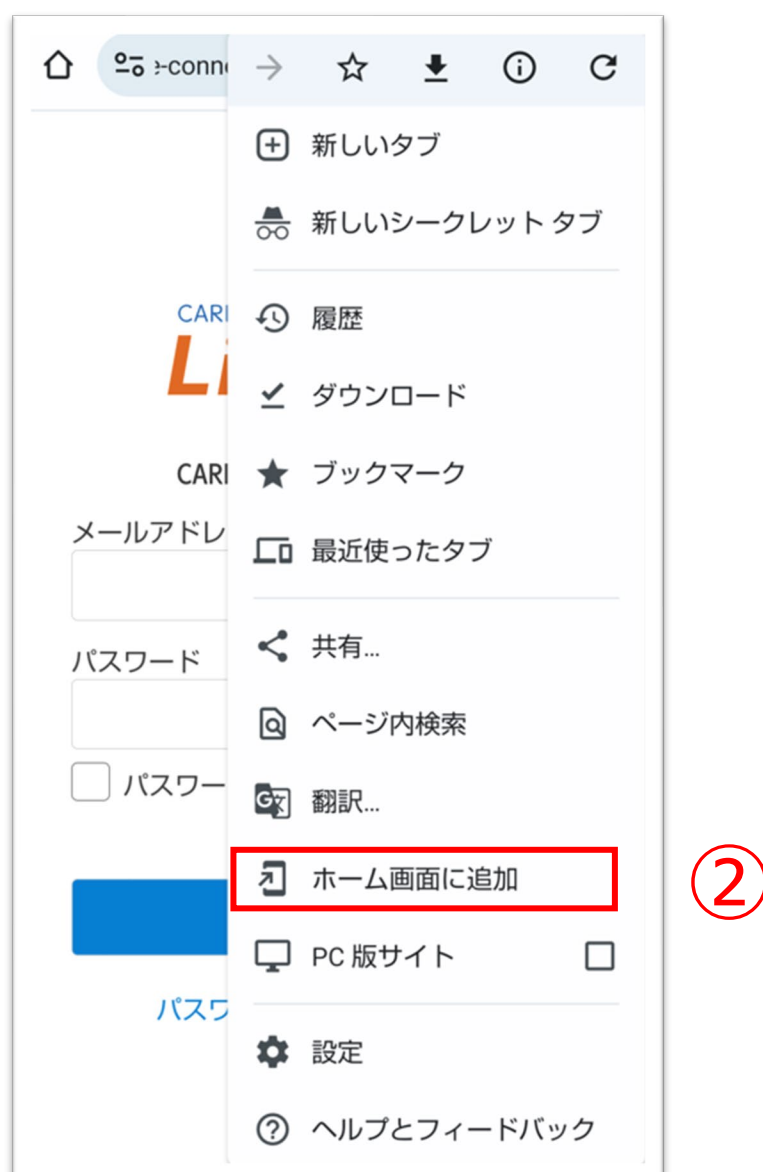 e-conn
新しいタブ
新しいシークレット タブ
履歴
CAR
Li
ダウンロード
CAR
ブックマーク
メールアドレ
最近使ったタブ
共有...
パスワード
ページ内検索
パスワー
翻訳...
ホーム画面に追加
②
PC 版サイト
パスワ
設定
ヘルプとフィードバック